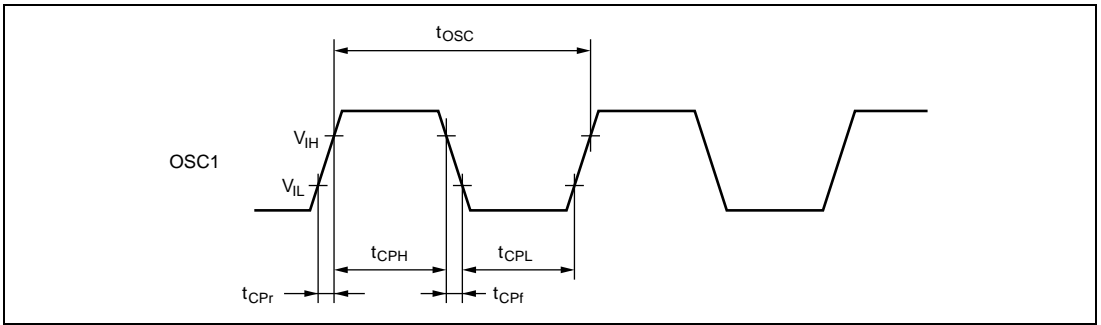 tOSC
VIH
OSC1
VIL
tCPH
tCPL
tCPr
tCPf